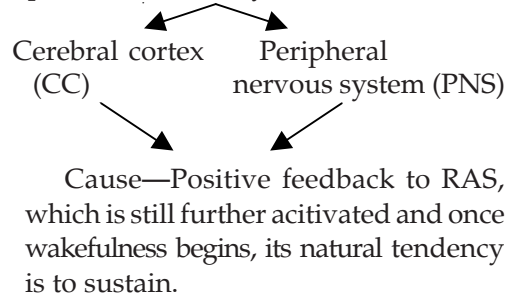 Cerebral cortex Peripheral
(CC) nervous system (PNS)
Cause—Positive feedback to RAS,
which is still further acitivated and once
wakefulness begins, its natural tendency
is to sustain.